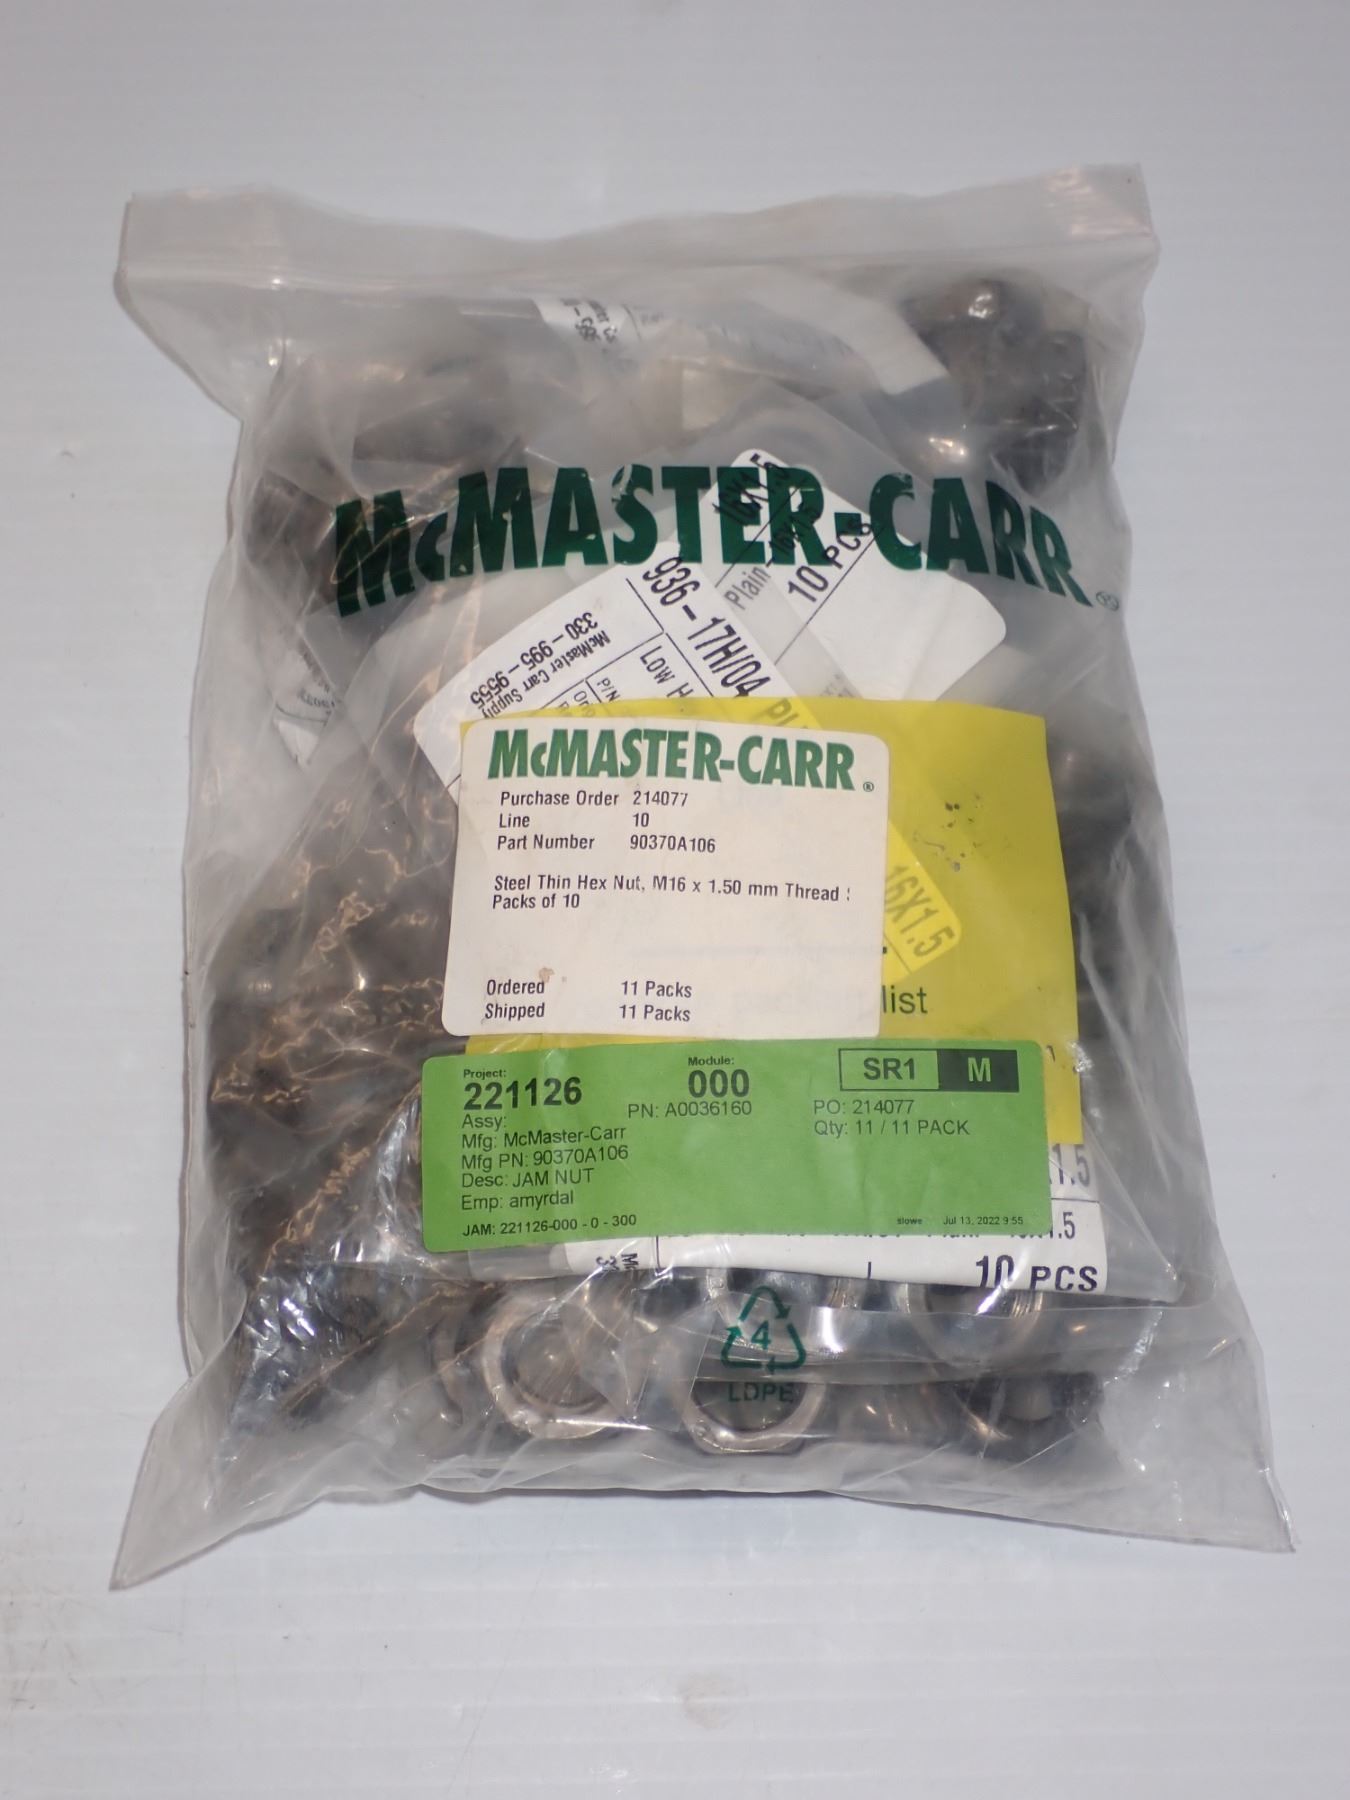 McMASTER-CARR®
16X1.5
Plain-16X1.5
10 PCS
936-17H/04
Low H
McMaster Carr Supply
330-995-9555
P/N
16X1.5
McMASTER-CARR®
Purchase Order 214077
Line 10
Part Number 90370A106
Steel Thin Hex Nut, M16 x 1.50 mm Thread
Packs of 10
Ordered 11 Packs
Shipped 11 Packs
list
Project:
221126
Module:
000
SR1 M
Assy:
PN: A0036160
PO: 214077
Mfg: McMaster-Carr
Qty: 11 / 11 PACK
Mfg PN: 90370A106
Desc: JAM NUT
Emp: amyrdal
JAM: 221126-000 - 0 - 300
slowe Jul 13, 2022 9:55
10 PCS
4
LDPE